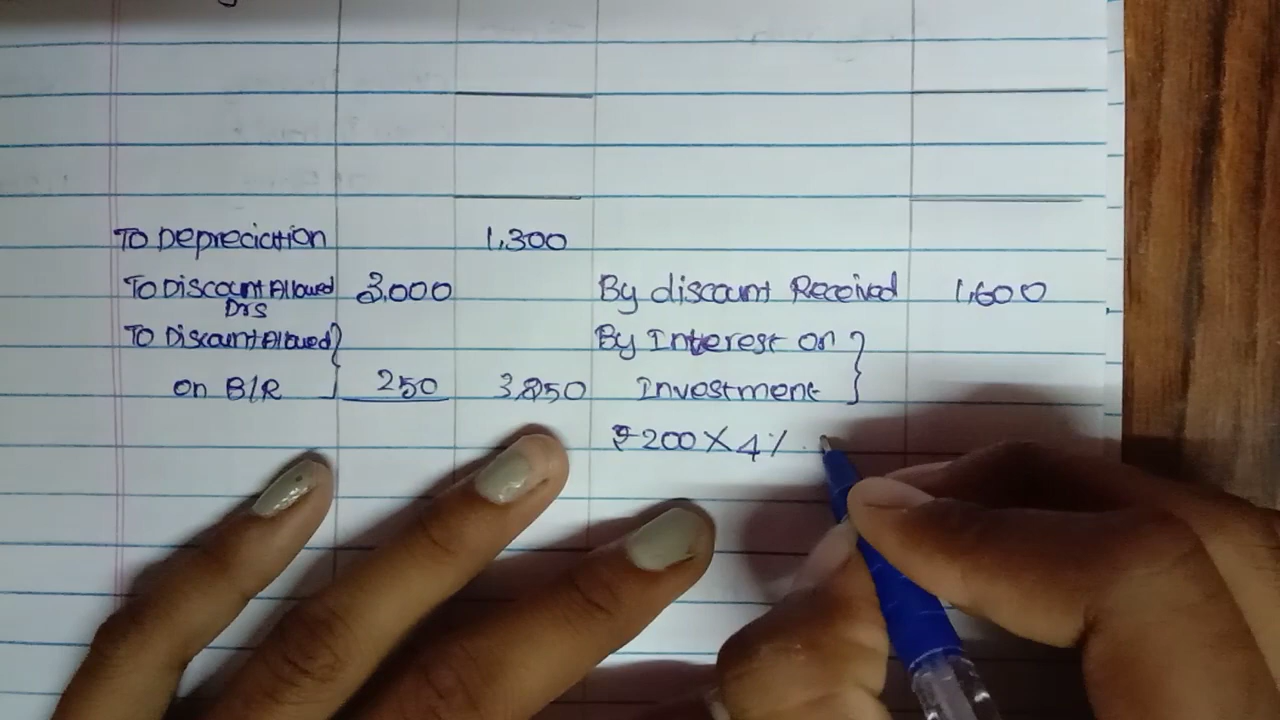 To Depreciation 1,300
To Discount Allowed 3,000 By discount Received 1,600
Drs
To Discount Allowed By Interest on
on B/R 250 3,250 Investment
₹200 X 4%